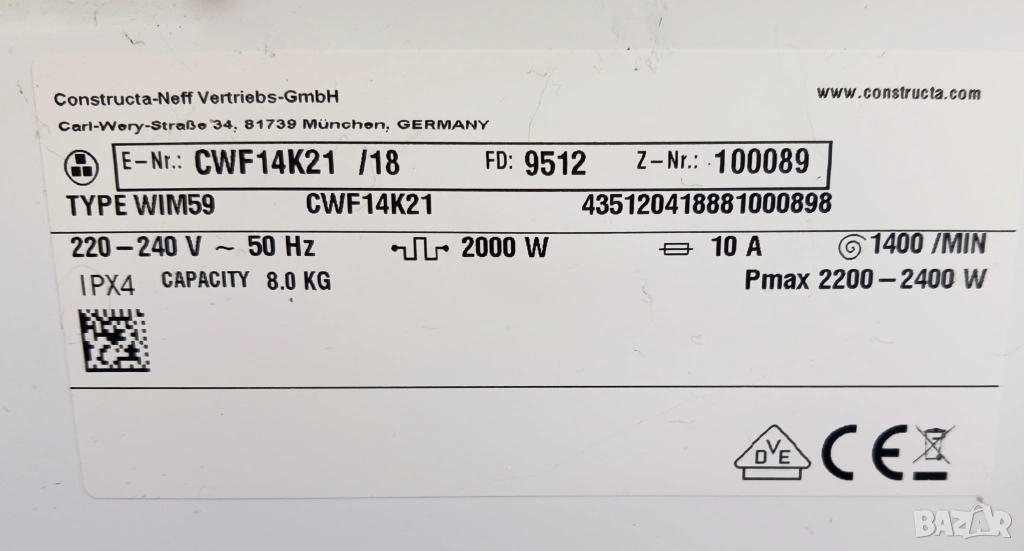 Constructa-Neff Vertriebs-GmbH
www.constructa.com
Carl-Wery-Straße 34, 81739 München, GERMANY
E-Nr.: CWF14K21 /18 FD: 9512 Z-Nr.: 100089
TYPE WIM59 CWF14K21 435120418881000898
220-240 V ~ 50 Hz 2000 W 10 A 1400 /MIN
IPX4 CAPACITY 8.0 KG Pmax 2200-2400 W
DVE CE
BAZAR